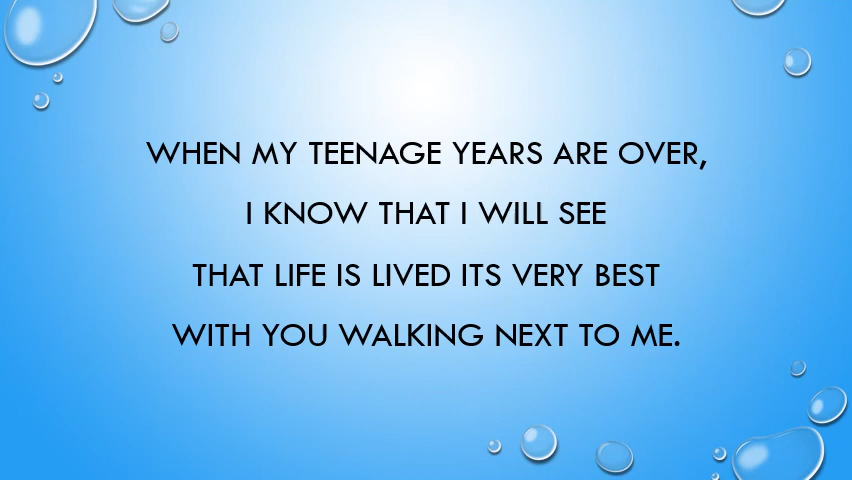 WHEN MY TEENAGE YEARS ARE OVER,
I KNOW THAT I WILL SEE
THAT LIFE IS LIVED ITS VERY BEST
WITH YOU WALKING NEXT TO ME.